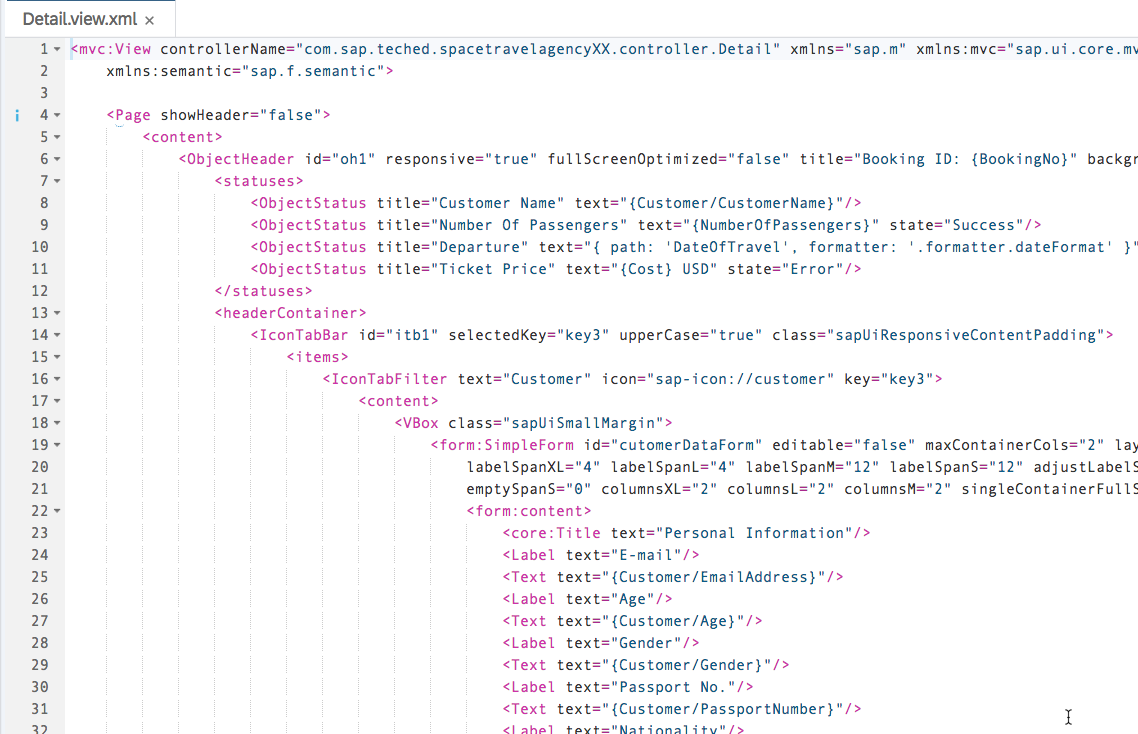 Detail.view.xml ×
1 <mvc:View controllerName="com.sap.teched.spacetravelagencyXX.controller.Detail" xmlns="sap.m" xmlns:mvc="sap.ui.core.mv
2 xmlns:semantic="sap.f.semantic">
3
4 <Page showHeader="false">
5 <content>
6 <ObjectHeader id="oh1" responsive="true" fullScreenOptimized="false" title="Booking ID: {BookingNo}" backgr
7 <statuses>
8 <ObjectStatus title="Customer Name" text="{Customer/CustomerName}"/>
9 <ObjectStatus title="Number Of Passengers" text="{NumberOfPassengers}" state="Success"/>
10 <ObjectStatus title="Departure" text="{ path: 'DateOfTravel', formatter: '.formatter.dateFormat' }"
11 <ObjectStatus title="Ticket Price" text="{Cost} USD" state="Error"/>
12 </statuses>
13 <headerContainer>
14 <IconTabBar id="itb1" selectedKey="key3" upperCase="true" class="sapUiResponsiveContentPadding">
15 <items>
16 <IconTabFilter text="Customer" icon="sap-icon://customer" key="key3">
17 <content>
18 <VBox class="sapUiSmallMargin">
19 <form:SimpleForm id="cutomerDataForm" editable="false" maxContainerCols="2" lay
20 labelSpanXL="4" labelSpanL="4" labelSpanM="12" labelSpanS="12" adjustLabelS
21 emptySpanS="0" columnsXL="2" columnsL="2" columnsM="2" singleContainerFullS
22 <form:content>
23 <core:Title text="Personal Information"/>
24 <Label text="E-mail"/>
25 <Text text="{Customer/EmailAddress}"/>
26 <Label text="Age"/>
27 <Text text="{Customer/Age}"/>
28 <Label text="Gender"/>
29 <Text text="{Customer/Gender}"/>
30 <Label text="Passport No."/>
31 <Text text="{Customer/PassportNumber}"/>
32 <Label text="Nationality"/>